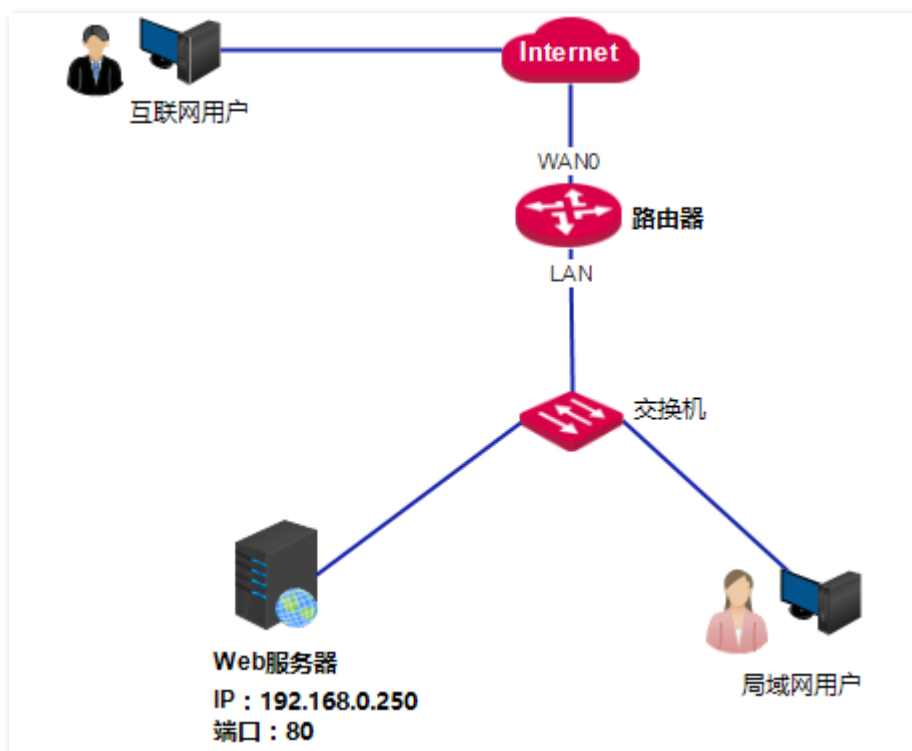 Internet
互联网用户
WAN0
路由器
LAN
交换机
Web服务器
IP：192.168.0.250
端口：80
局域网用户